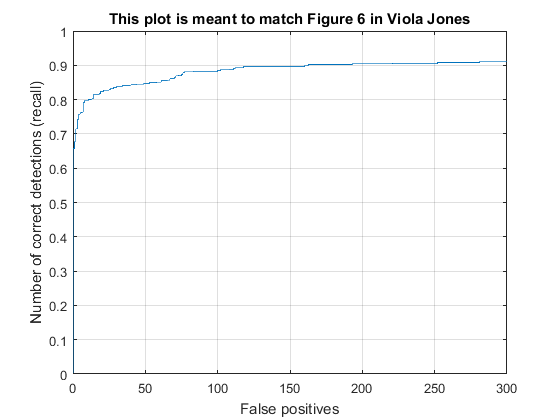 This plot is meant to match Figure 6 in Viola Jones
Number of correct detections (recall)
1
0.9
0.8
0.7
0.6
0.5
0.4
0.3
0.2
0.1
0
0 50 100 150 200 250 300
False positives